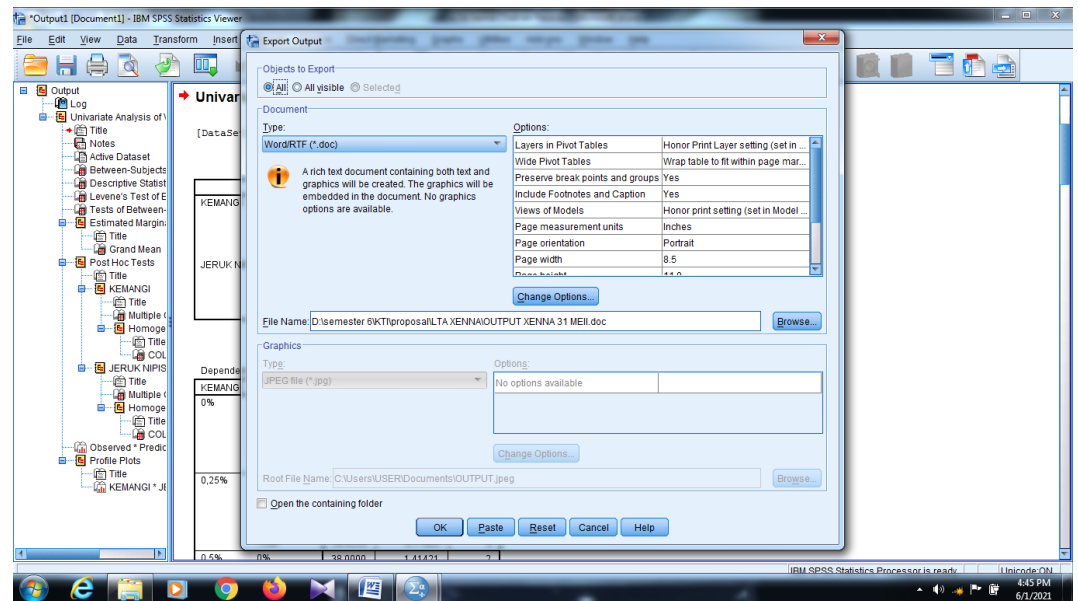 *Output1 [Document1] - IBM SPSS Statistics Viewer
File Edit View Data Transform Insert
Output
Log
Univariate Analysis of V
Title
Notes
Active Dataset
Between-Subjects
Descriptive Statist
Levene's Test of E
Tests of Between-
Estimated Margin
Title
Grand Mean
Post Hoc Tests
Title
KEMANGI
Title
Multiple
Homoge
Title
COL
JERUK NIPIS
Title
Multiple
Homoge
Title
COL
Observed * Predic
Profile Plots
Title
KEMANGI * JE
Univar
[DataSe
KEMANG
JERUK N
Depende
KEMANG
0%
0,25%
0,5% 0% 38,0000 1,41421 2
Export Output
Objects to Export
All All visible Selected
Document
Type:
Word/RTF (*.doc)
A rich text document containing both text and
graphics will be created. The graphics will be
embedded in the document. No graphics
options are available.
Options:
Layers in Pivot Tables Honor Print Layer setting (set in ...
Wide Pivot Tables Wrap table to fit within page mar...
Preserve break points and groups Yes
Include Footnotes and Caption Yes
Views of Models Honor print setting (set in Model ...
Page measurement units Inches
Page orientation Portrait
Page width 8.5
Page height 11.0
Change Options...
File Name: D:\semester 6\KTI\proposal\LTA XENNA\OUTPUT XENNA 31 MEII.doc Browse...
Graphics
Type:
JPEG file (*.jpg)
Options:
No options available
Change Options...
Root File Name: C:\Users\USER\Documents\OUTPUT.jpeg Browse...
Open the containing folder
OK Paste Reset Cancel Help
IBM SPSS Statistics Processor is ready Unicode:ON
4:45 PM
6/1/2021